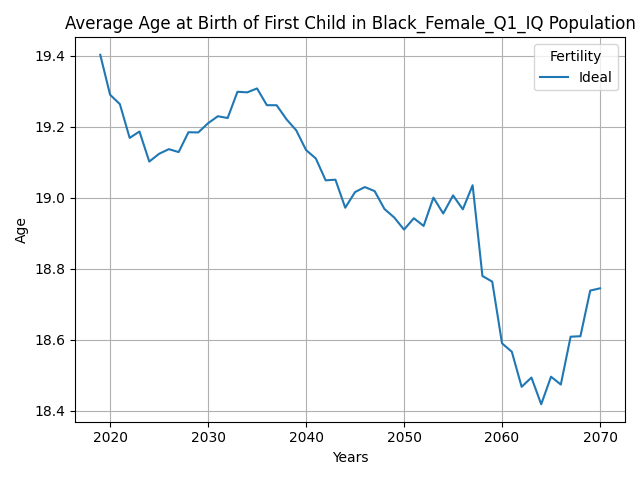 Average Age at Birth of First Child in Black_Female_Q1_IQ Population
Fertility
Ideal
19.4
19.2
19.0
18.8
18.6
18.4
Age
2020 2030 2040 2050 2060 2070
Years